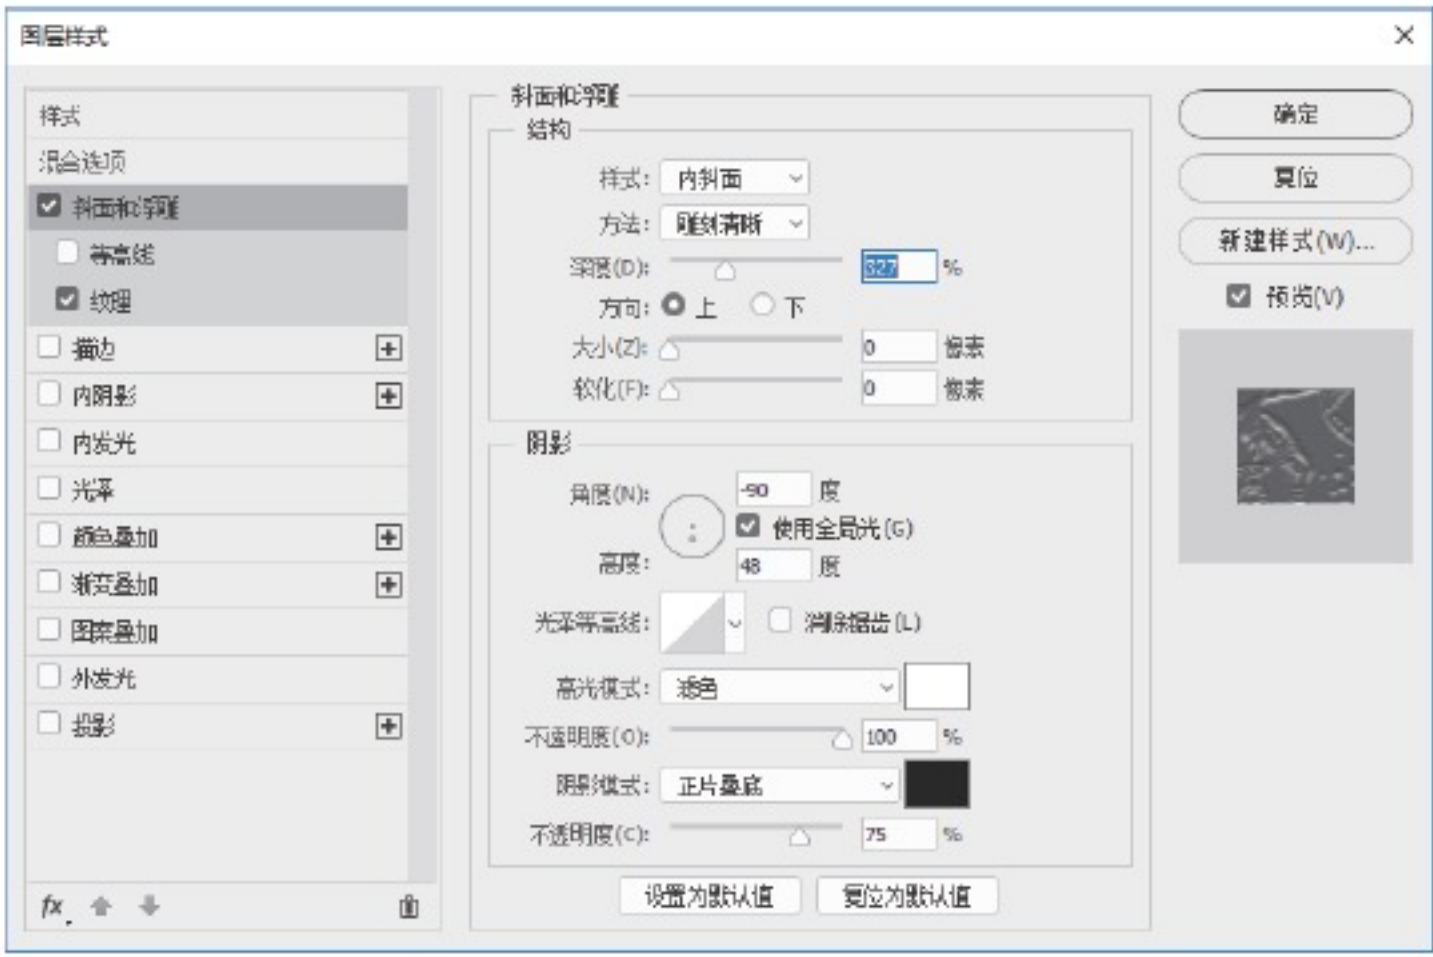 图层样式
样式
混合选项
斜面和浮雕
等高线
纹理
描边
内阴影
内发光
光泽
颜色叠加
渐变叠加
图案叠加
外发光
投影
fx
斜面和浮雕
结构
样式: 内斜面
方法: 雕刻清晰
深度(D): 327 %
方向: 上 下
大小(Z): 0 像素
软化(F): 0 像素
阴影
角度(N): -90 度
使用全局光(G)
高度: 48 度
光泽等高线: 消除锯齿(L)
高光模式: 滤色
不透明度(O): 100 %
阴影模式: 正片叠底
不透明度(C): 75 %
设置为默认值 复位为默认值
确定
复位
新建样式(W)...
预览(V)